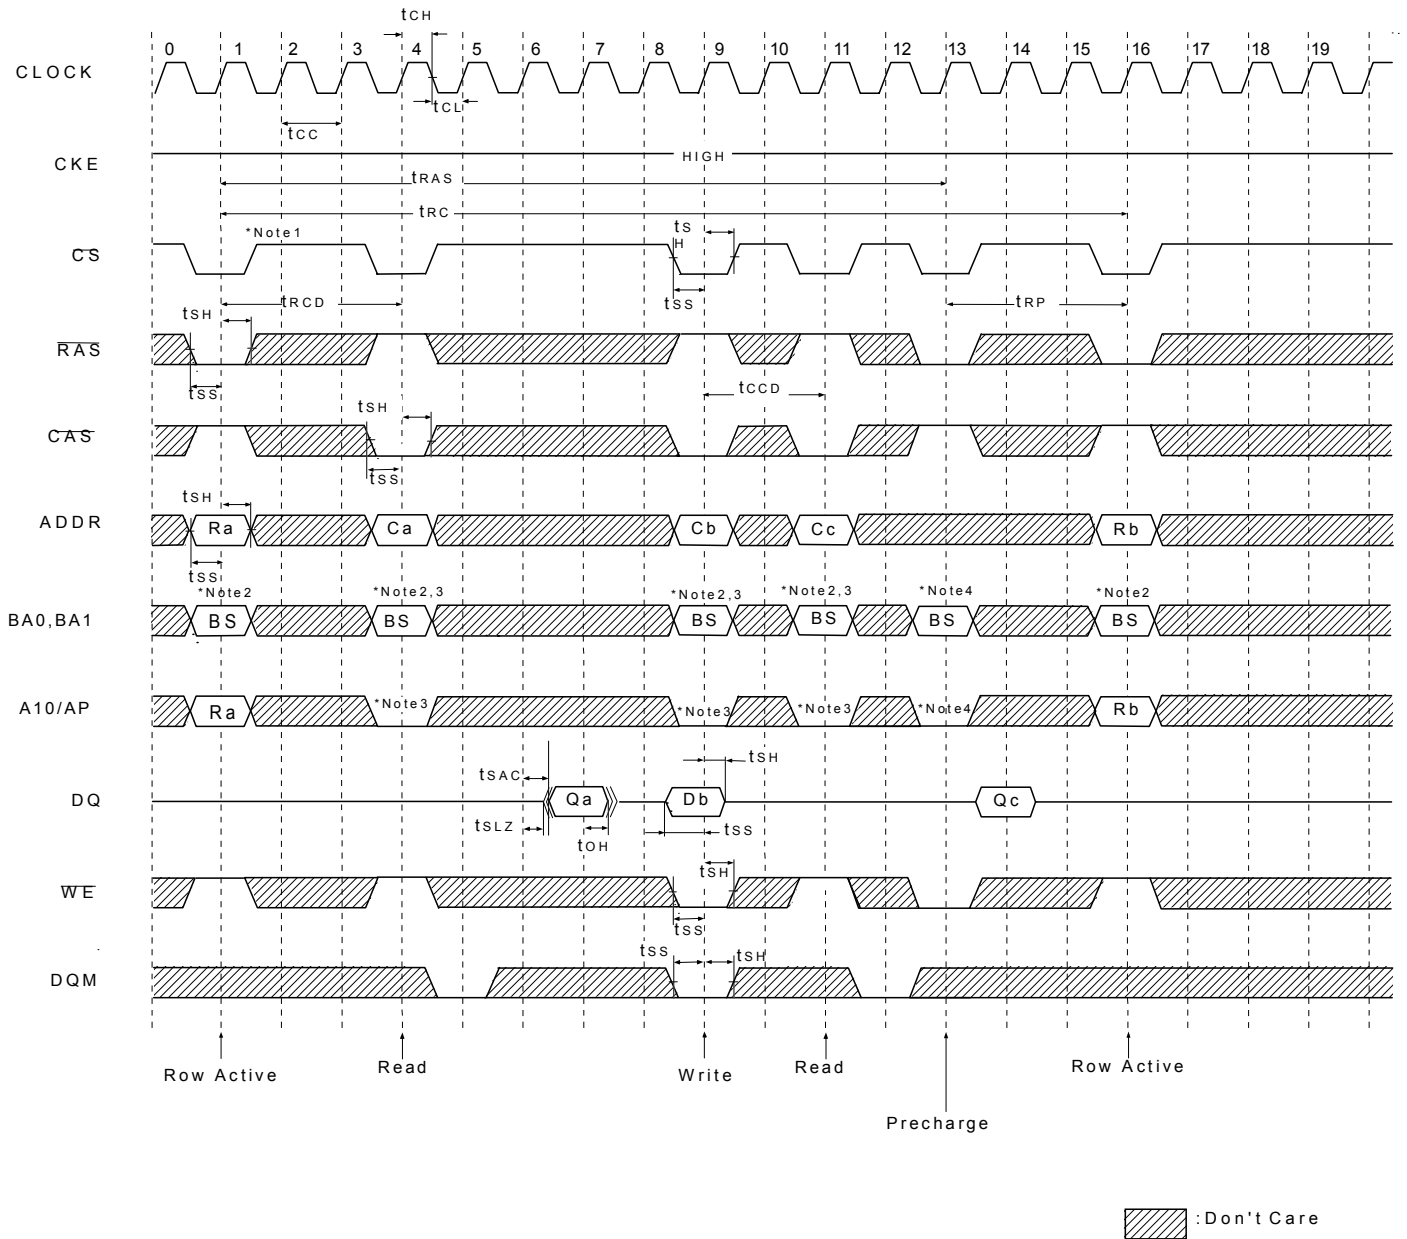 tCH
0 1 2 3 4 5 6 7 8 9 10 11 12 13 14 15 16 17 18 19
CLOCK
tCL
tCC
CKE
HIGH
tRAS
tRC
*Note1
tS
H
CS
tSS
tRCD
tRP
tSH
RAS
tSS
tCCD
tSH
CAS
tSS
tSH
ADDR
Ra Ca Cb Cc Rb
tSS
*Note2 *Note2,3 *Note2,3 *Note2,3 *Note4 *Note2
BA0,BA1
BS BS BS BS BS BS
A10/AP
Ra *Note3 *Note3 *Note3 *Note4 Rb
tSH
tSAC
DQ
Qa Db Qc
tSLZ
tSS
tOH
tSH
WE
tSS
tSS tSH
DQM
Row Active Read Write Read Row Active
Precharge
:Don't Care